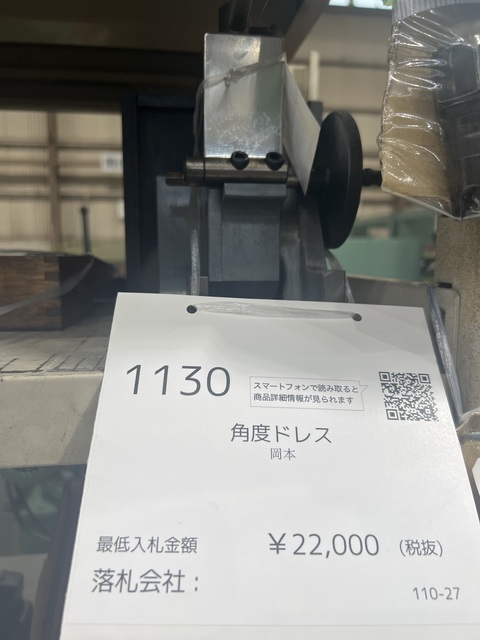 1130
スマートフォンで読み取ると
商品詳細情報が見られます
角度ドレス
岡本
最低入札金額 ￥22,000 (税抜)
落札会社：
110-27